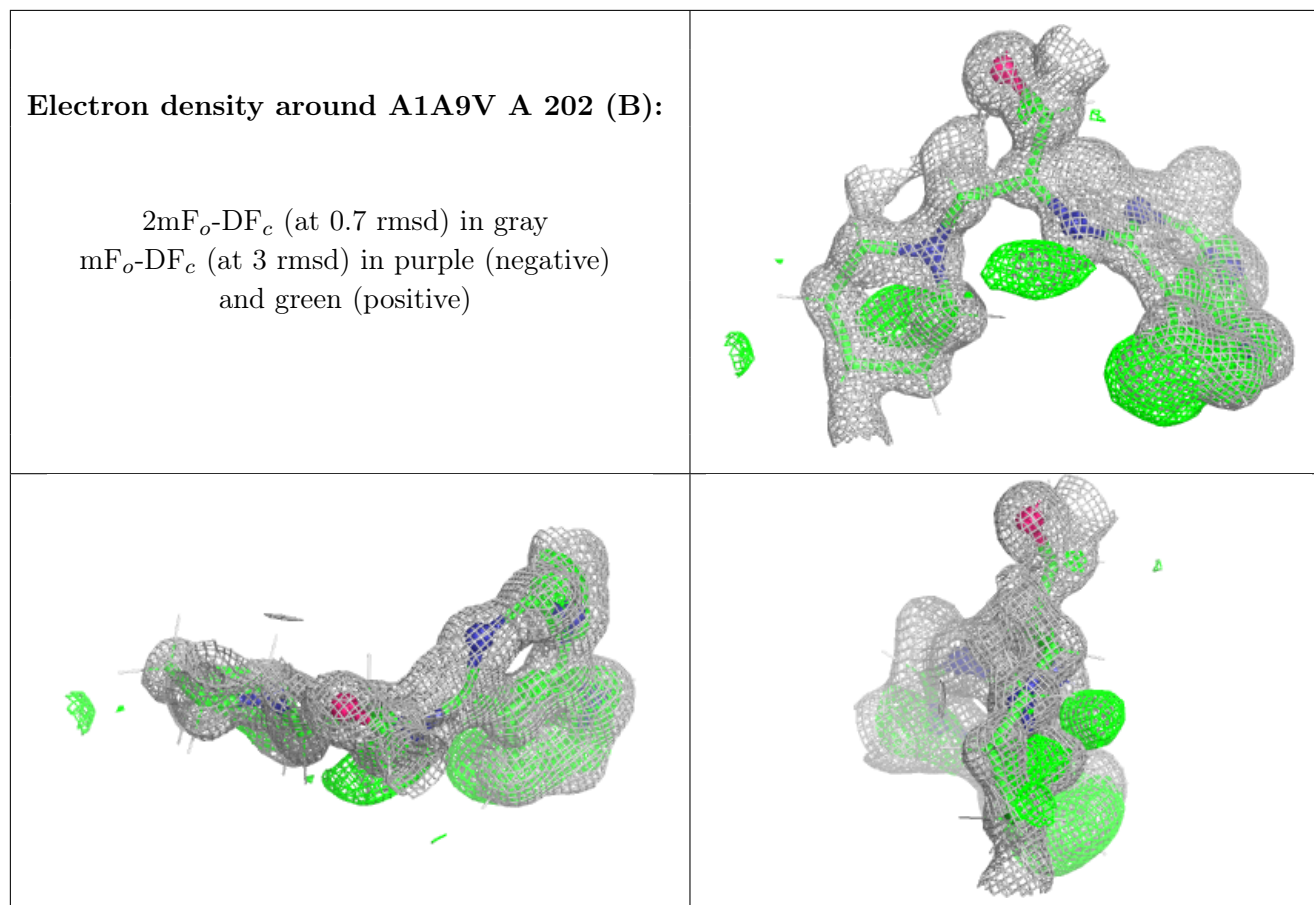 Electron density around A1A9V A 202 (B):
2mFₒ-DF𝒸 (at 0.7 rmsd) in gray
mFₒ-DF𝒸 (at 3 rmsd) in purple (negative)
and green (positive)